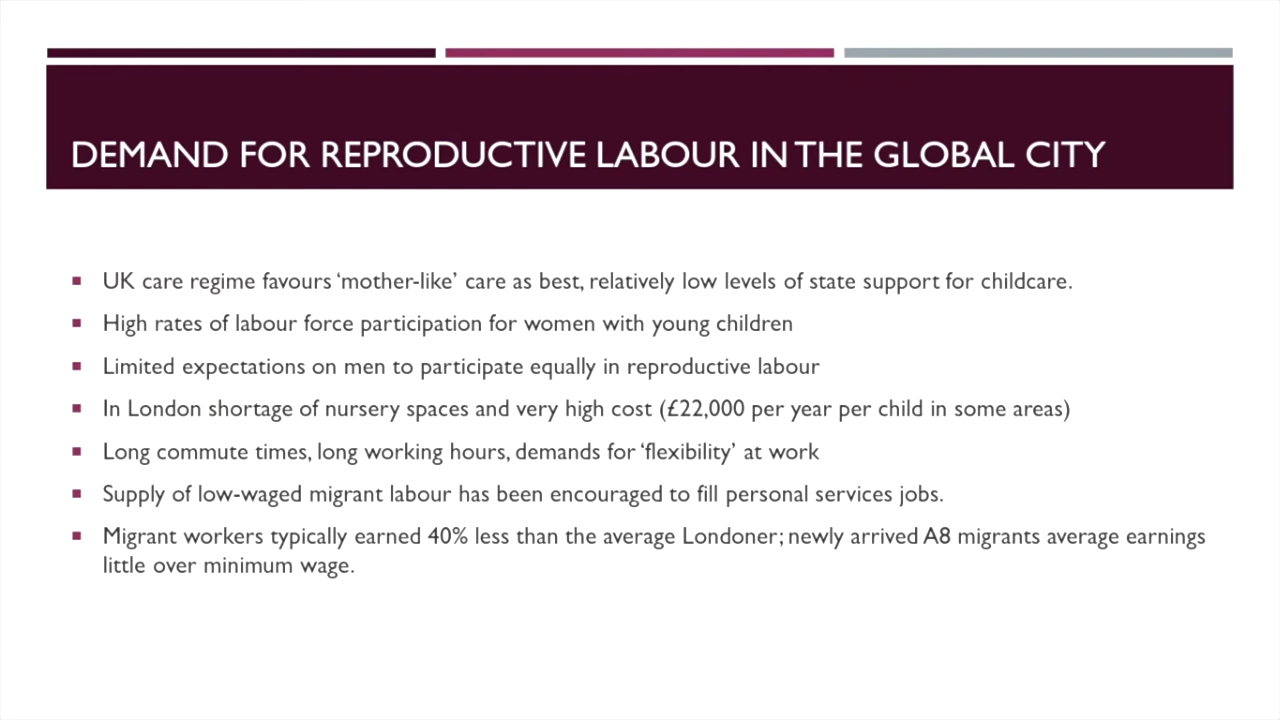 DEMAND FOR REPRODUCTIVE LABOUR IN THE GLOBAL CITY
UK care regime favours ‘mother-like’ care as best, relatively low levels of state support for childcare.
High rates of labour force participation for women with young children
Limited expectations on men to participate equally in reproductive labour
In London shortage of nursery spaces and very high cost (£22,000 per year per child in some areas)
Long commute times, long working hours, demands for ‘flexibility’ at work
Supply of low-waged migrant labour has been encouraged to fill personal services jobs.
Migrant workers typically earned 40% less than the average Londoner; newly arrived A8 migrants average earnings
little over minimum wage.